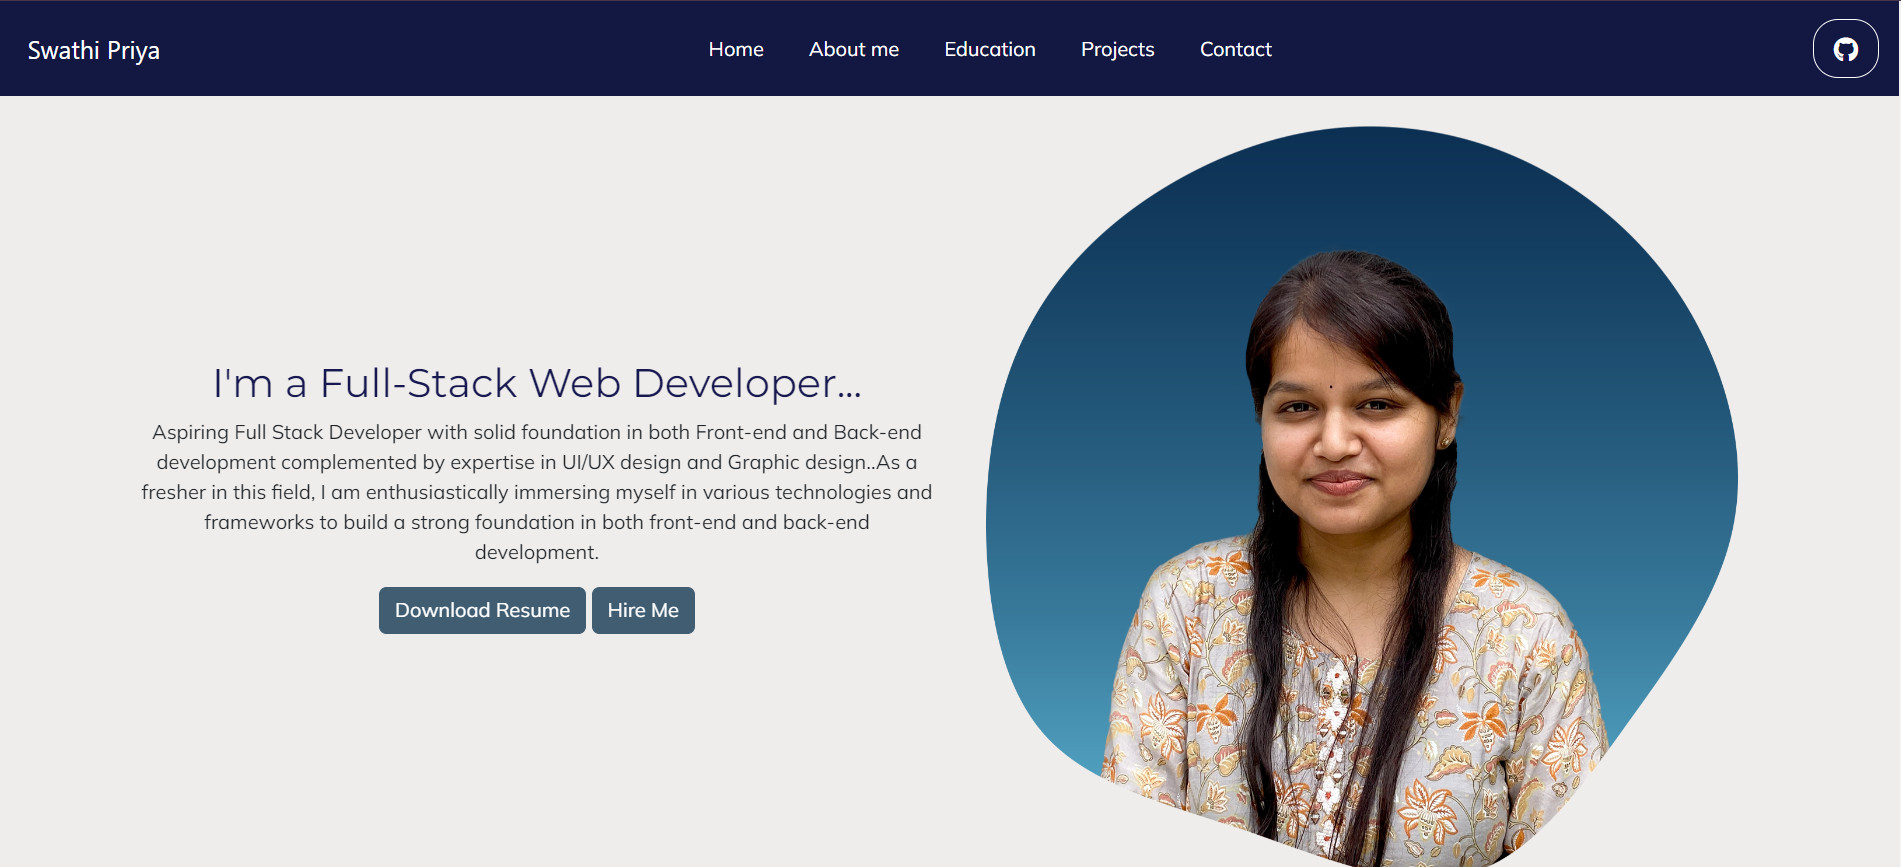 Swathi Priya
Home
About me
Education
Projects
Contact
I'm a Full-Stack Web Developer...
Aspiring Full Stack Developer with solid foundation in both Front-end and Back-end
development complemented by expertise in UI/UX design and Graphic design..As a
fresher in this field, I am enthusiastically immersing myself in various technologies and
frameworks to build a strong foundation in both front-end and back-end
development.
Download Resume
Hire Me